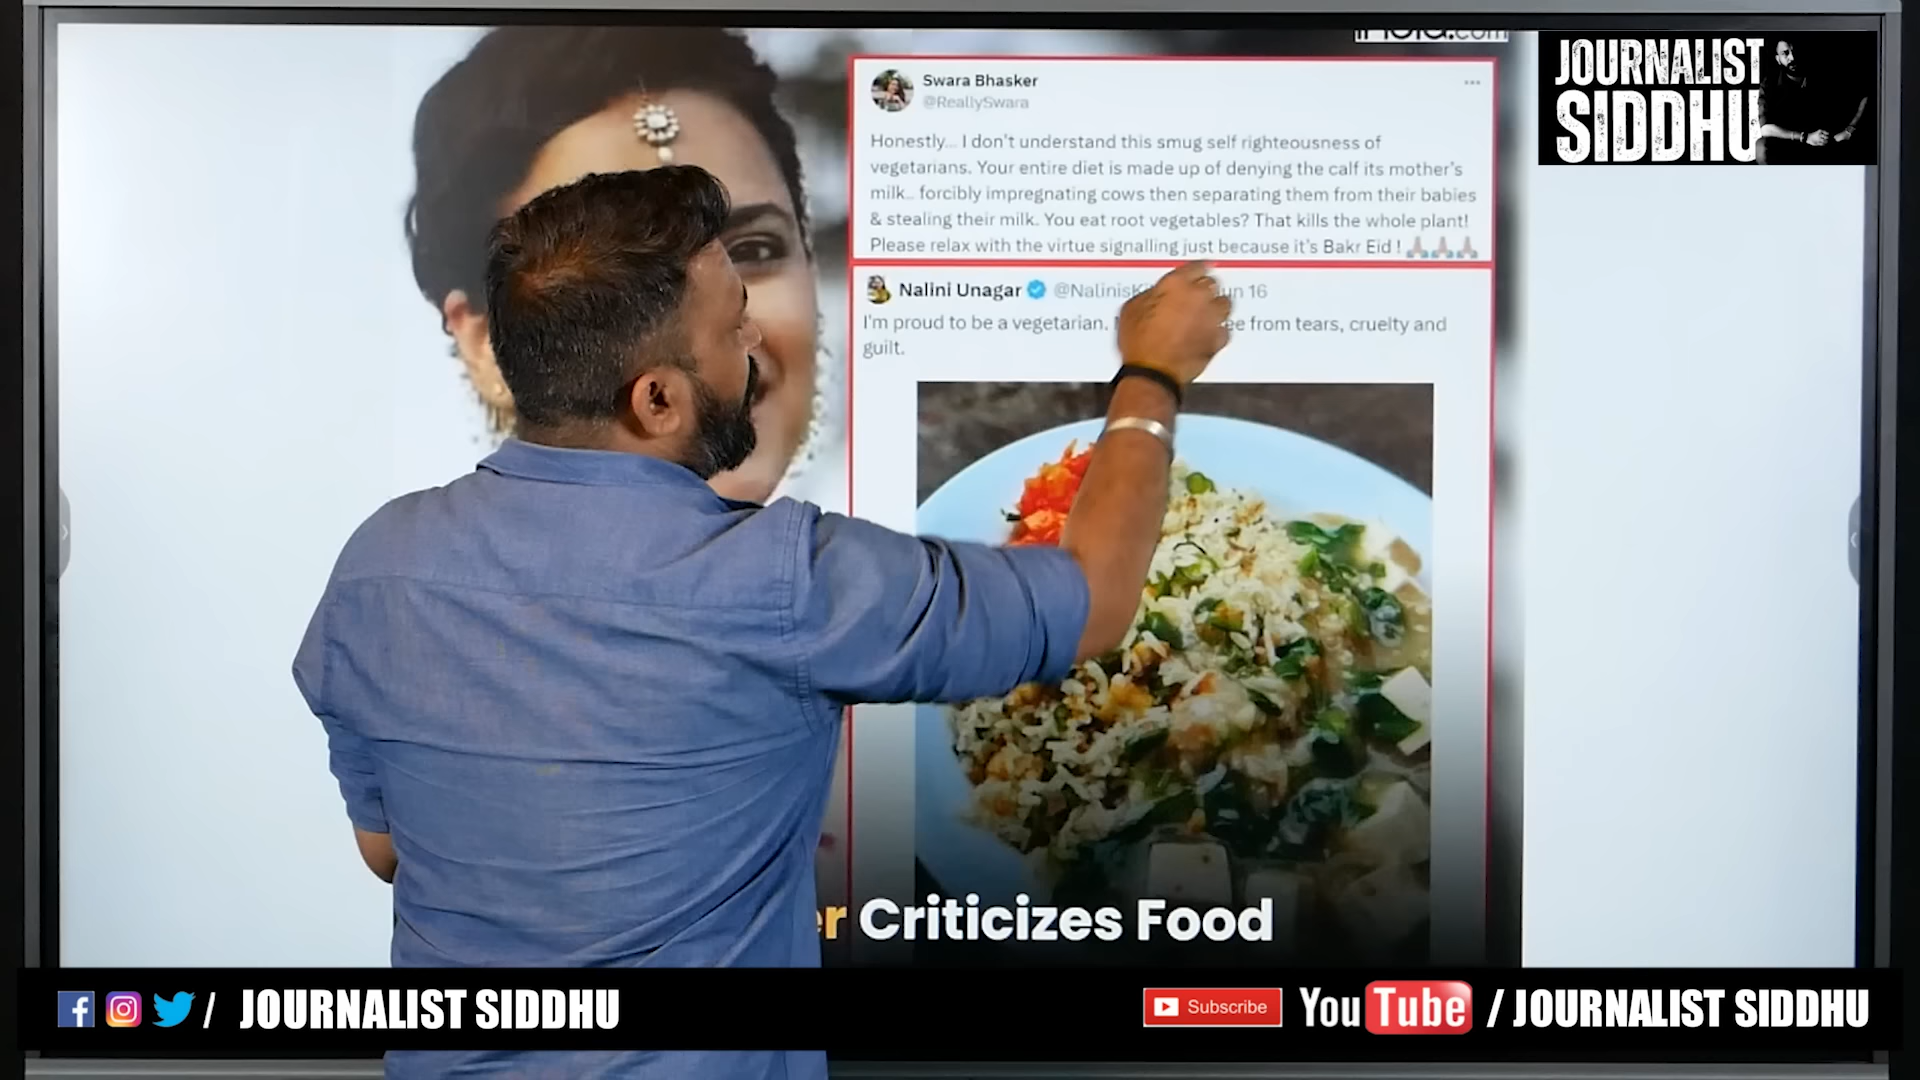 JOURNALIST
SIDDHU
Swara Bhasker
@ReallySwara
Honestly... I don't understand this smug self righteousness of
vegetarians. Your entire diet is made up of denying the calf its mother's
milk.. forcibly impregnating cows then separating them from their babies
& stealing their milk. You eat root vegetables? That kills the whole plant!
Please relax with the virtue signalling just because it's Bakr Eid ! 🙏🙏🙏
Nalini Unagar
I'm proud to be a vegetarian. from tears, cruelty and
guilt.
Criticizes Food
/ JOURNALIST SIDDHU
Subscribe
YouTube / JOURNALIST SIDDHU